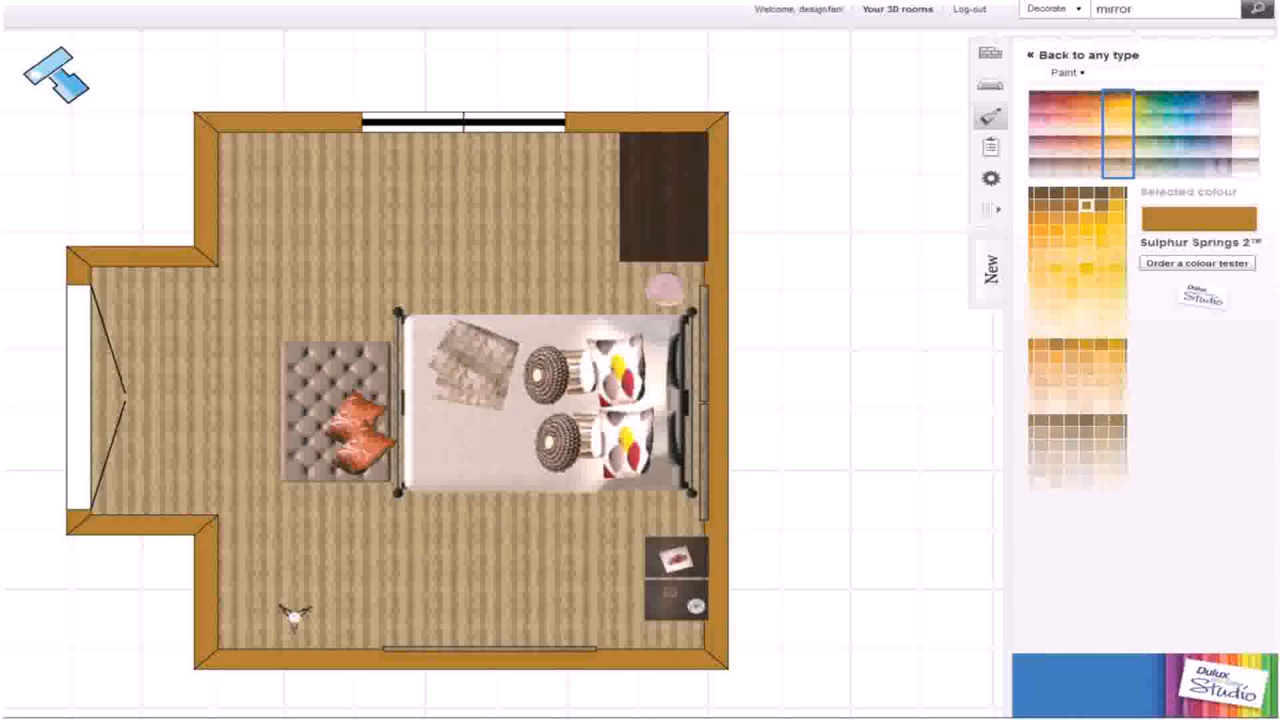 Welcome, designfan! Your 3D rooms Log-out Decorate mirror
« Back to any type
Paint
Selected colour
Sulphur Springs 2™
Order a colour tester
New
Dulux
Studio
Dulux
Studio